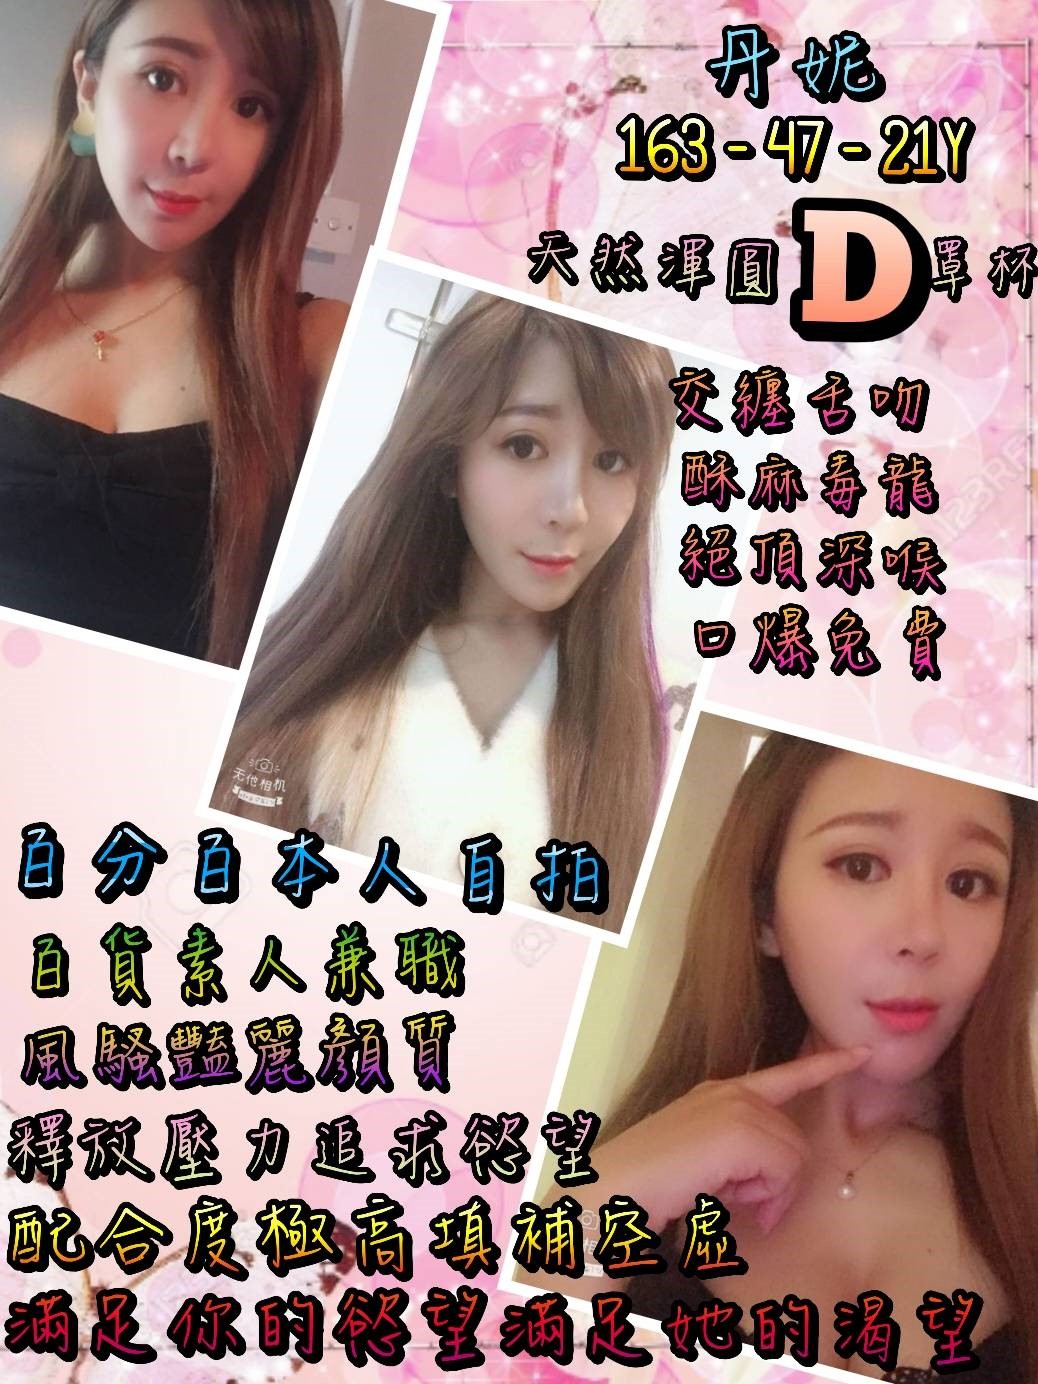 丹妮
163-47-21Y
天然渾圓D罩杯
交纏舌吻
酥麻毒龍
絕頂深喉
口爆免費
123RF
无他相机
百分百本人自拍
百貨素人兼職
風騷豔麗顏質
釋放壓力追求慾望
配合度極高填補空虛
滿足你的慾望滿足她的渴望